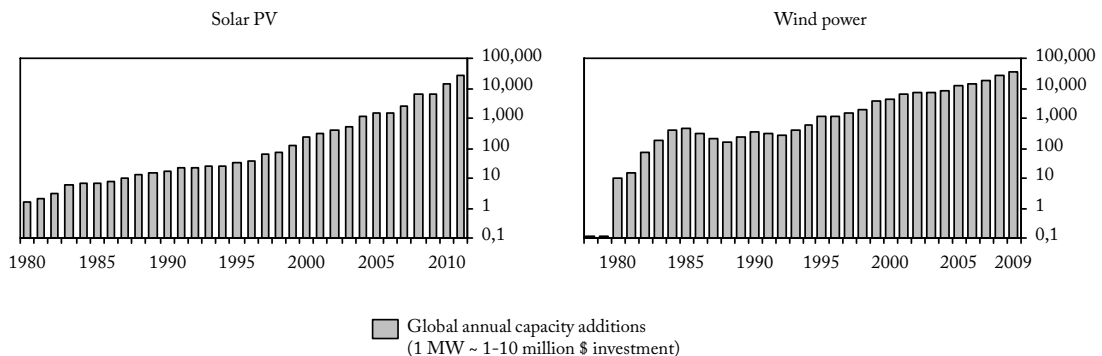 Solar PV
Wind power
100,000
10,000
1,000
100
10
1
0,1
1980 1985 1990 1995 2000 2005 2010
100,000
10,000
1,000
100
10
1
0,1
1980 1985 1990 1995 2000 2005 2009
Global annual capacity additions
(1 MW ~ 1-10 million $ investment)